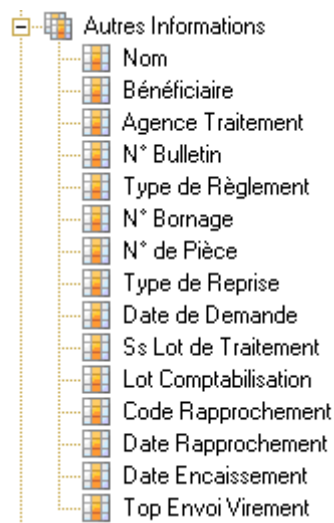 Autres Informations
Nom
Bénéficiaire
Agence Traitement
N° Bulletin
Type de Règlement
N° Bornage
N° de Pièce
Type de Reprise
Date de Demande
Ss Lot de Traitement
Lot Comptabilisation
Code Rapprochement
Date Rapprochement
Date Encaissement
Top Envoi Virement